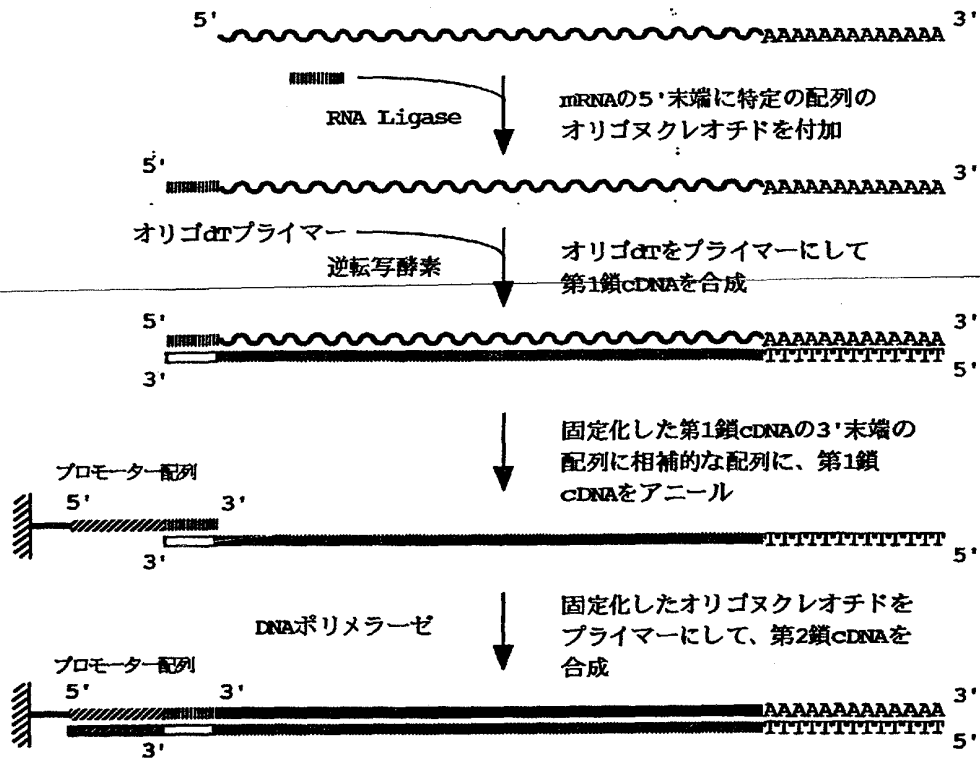 5' 3'
AAAAAAAAAAAAA
RNA Ligase
mRNAの5'末端に特定の配列の
オリゴヌクレオチドを付加
5' 3'
AAAAAAAAAAAAA
オリゴdTプライマー
逆転写酵素
オリゴdTをプライマーにして
第1鎖cDNAを合成
5' 3'
AAAAAAAAAAAAA
TTTTTTTTTTTTT
3' 5'
固定化した第1鎖cDNAの3'末端の
配列に相補的な配列に、第1鎖
cDNAをアニール
プロモーター配列
5' 3'
TTTTTTTTTTTTT
3' 5'
DNAポリメラーゼ
固定化したオリゴヌクレオチドを
プライマーにして、第2鎖cDNAを
合成
プロモーター配列
5' 3' 3'
AAAAAAAAAAAAA
TTTTTTTTTTTTT
3' 5'